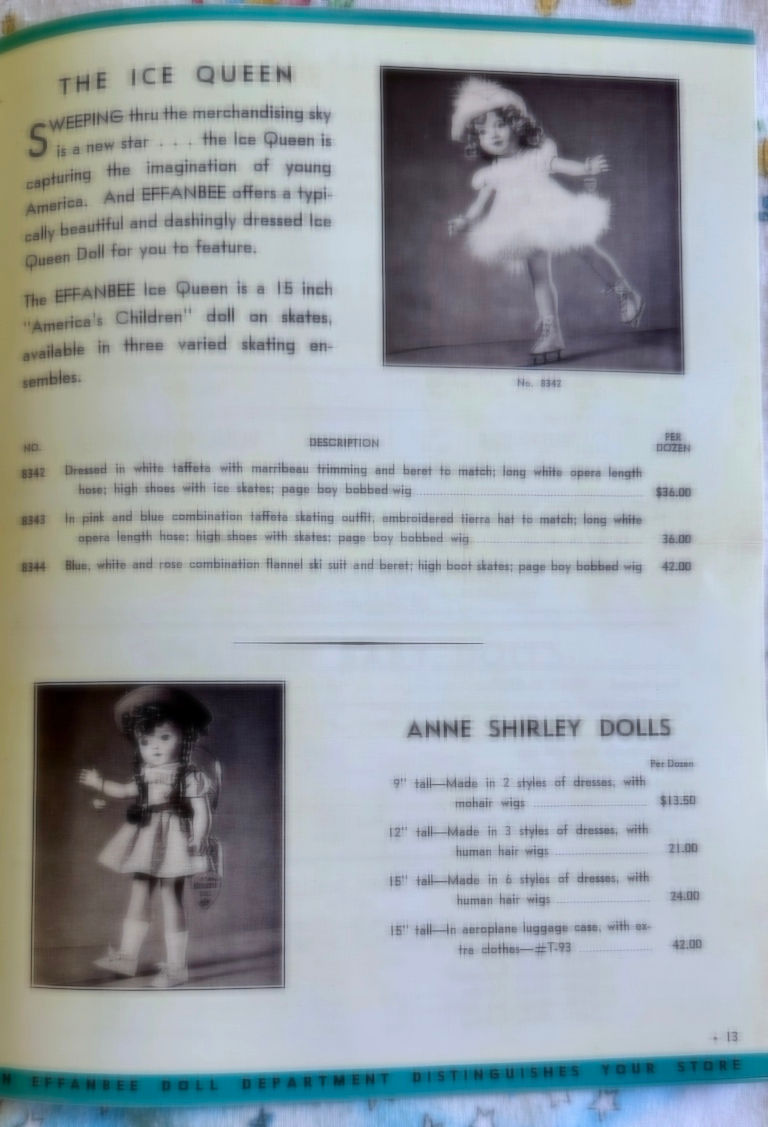 THE ICE QUEEN
SWEEPING thru the merchandising sky
is a new star . . . the Ice Queen is
capturing the imagination of young
America. And EFFANBEE offers a typi-
cally beautiful and dashingly dressed Ice
Queen Doll for you to feature.
The EFFANBEE Ice Queen is a 15 inch
"America's Children" doll on skates,
available in three varied skating en-
sembles.
No. 8342
NO. DESCRIPTION PER DOZEN
8342 Dressed in white taffeta with marribeau trimming and beret to match; long white opera length
hose; high shoes with ice skates; page boy bobbed wig $36.00
8343 In pink and blue combination taffeta skating outfit, embroidered tierra hat to match; long white
opera length hose; high shoes with skates; page boy bobbed wig 36.00
8344 Blue, white and rose combination flannel ski suit and beret; high boot skates; page boy bobbed wig 42.00
ANNE SHIRLEY DOLLS
Per Dozen
9" tall—Made in 2 styles of dresses, with
mohair wigs $13.50
12" tall—Made in 3 styles of dresses, with
human hair wigs 21.00
15" tall—Made in 6 styles of dresses, with
human hair wigs 24.00
15" tall—In aeroplane luggage case, with ex-
tra clothes—#T-93 42.00
13
EFFANBEE DOLL DEPARTMENT DISTINGUISHES YOUR STORE